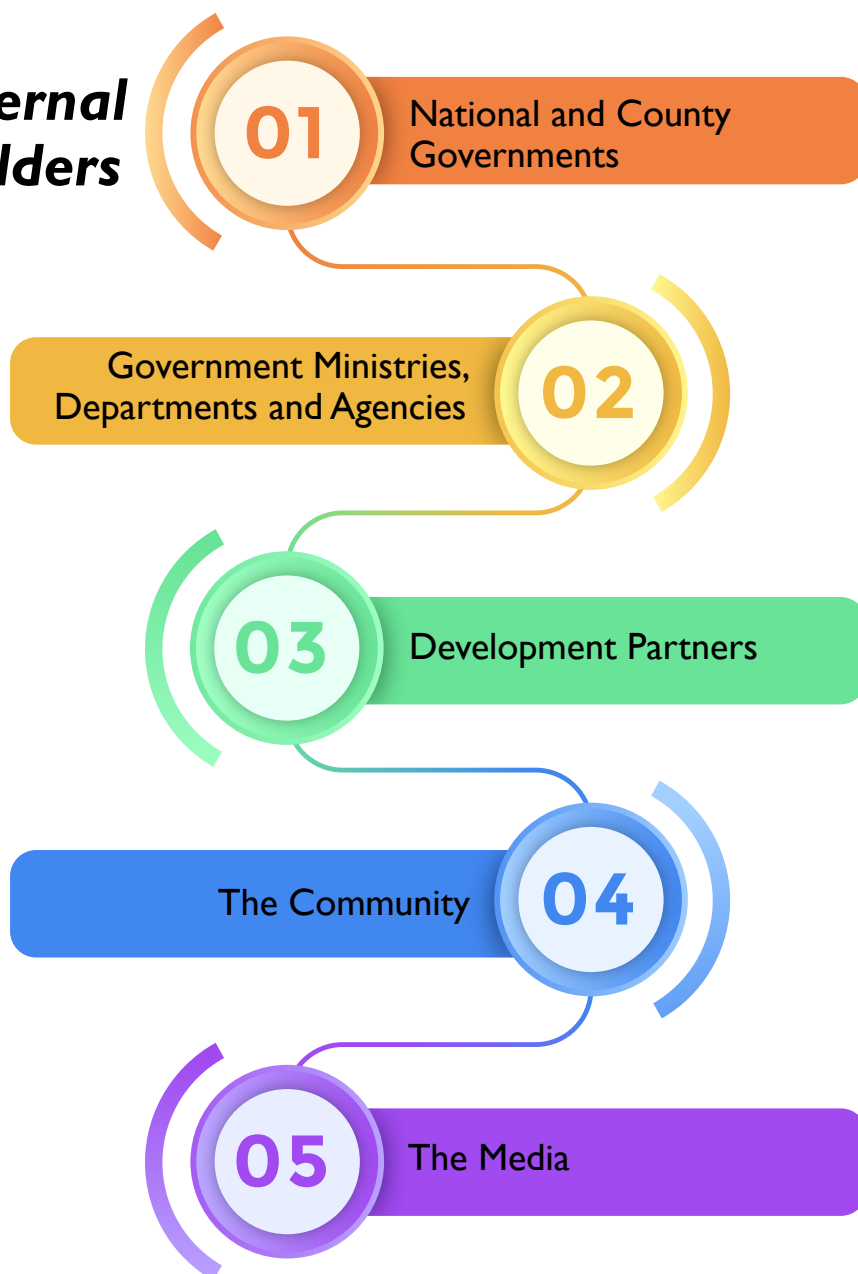 ernal
lders
01
National and County
Governments
Government Ministries,
Departments and Agencies
02
03
Development Partners
The Community
04
05
The Media